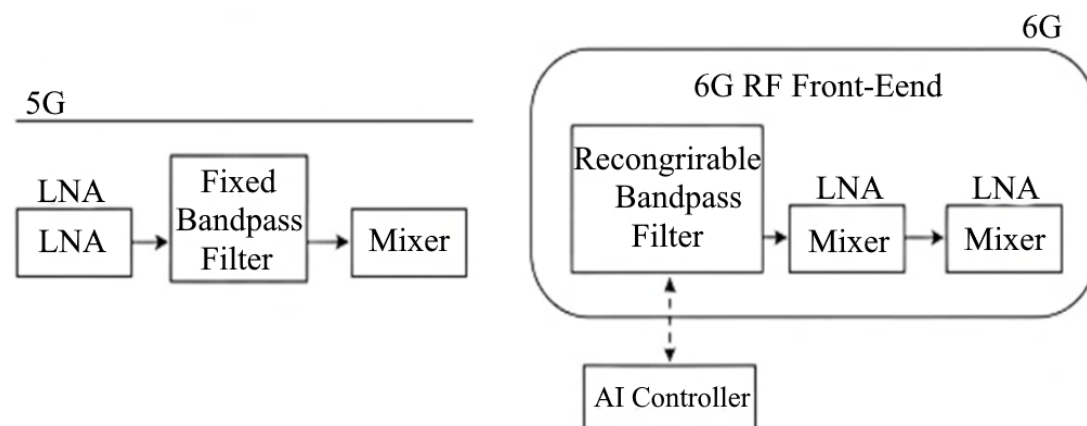 5G
LNA
LNA
Fixed
Bandpass
Filter
Mixer
6G
6G RF Front-Eend
Recongrirable
Bandpass
Filter
LNA
Mixer
LNA
Mixer
AI Controller